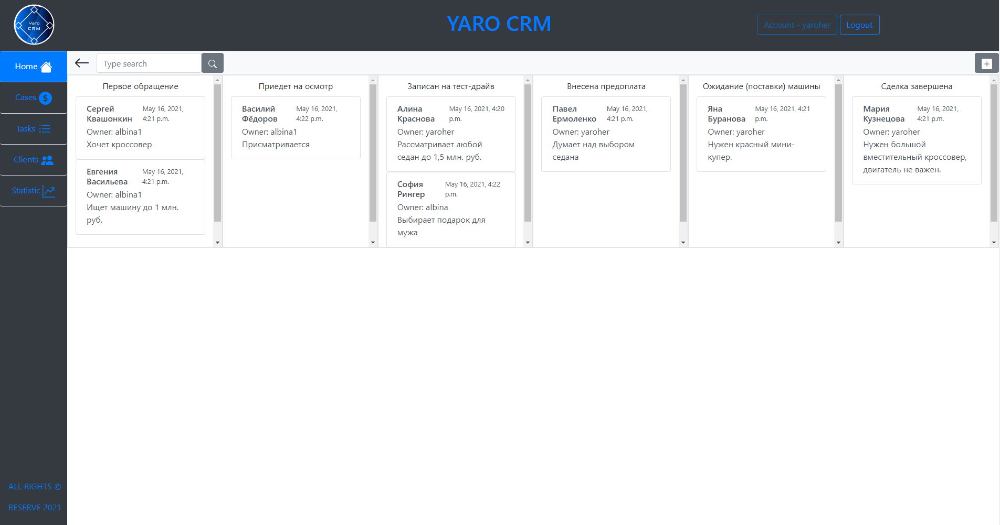 Yaro
CRM
YARO CRM
Account - yaroher
Logout
Home
Cases
Tasks
Clients
Statistic
ALL RIGHTS ©
RESERVE 2021
Type search
Первое обращение
Сергей
Квашонкин
May 16, 2021,
4:21 p.m.
Owner: albina1
Хочет кроссовер
Евгения
Васильева
May 16, 2021,
4:21 p.m.
Owner: albina1
Ищет машину до 1 млн.
руб.
Приедет на осмотр
Василий
Фёдоров
May 16, 2021,
4:22 p.m.
Owner: albina1
Присматривается
Записан на тест-драйв
Алина
Краснова
May 16, 2021, 4:20
p.m.
Owner: yaroher
Рассматривает любой
седан до 1,5 млн. руб.
София
Рингер
May 16, 2021, 4:22
p.m.
Owner: albina
Выбирает подарок для
мужа
Внесена предоплата
Павел
Ермоленко
May 16, 2021,
4:21 p.m.
Owner: yaroher
Думает над выбором
седана
Ожидание (поставки) машины
Яна
Буранова
May 16, 2021, 4:21
p.m.
Owner: yaroher
Нужен красный мини-
купер.
Сделка завершена
Мария
Кузнецова
May 16, 2021,
4:21 p.m.
Owner: yaroher
Нужен большой
вместительный кроссовер,
двигатель не важен.